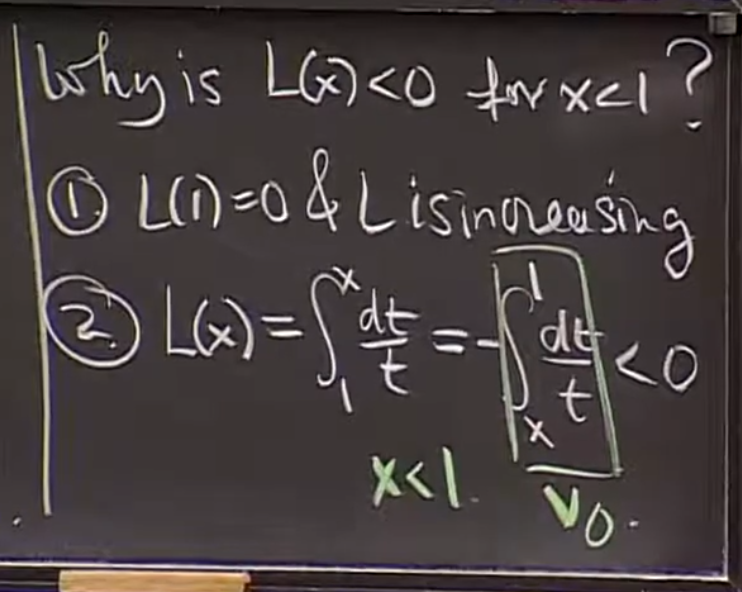 Why is L(x)<0 for x<1?
① L(1)=0 & L is increasing
② L(x) = ∫₁ˣ dt/t = -∫ₓ¹ dt/t < 0
x<1.
∨0.